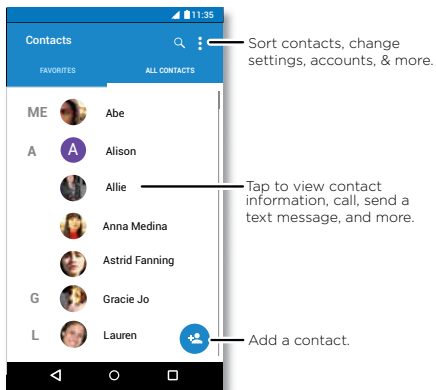 11:35
Contacts
FAVORITES
ALL CONTACTS
ME
Abe
A
A
Alison
Allie
Anna Medina
Astrid Fanning
G
Gracie Jo
L
Lauren
Sort contacts, change
settings, accounts, & more.
Tap to view contact
information, call, send a
text message, and more.
Add a contact.